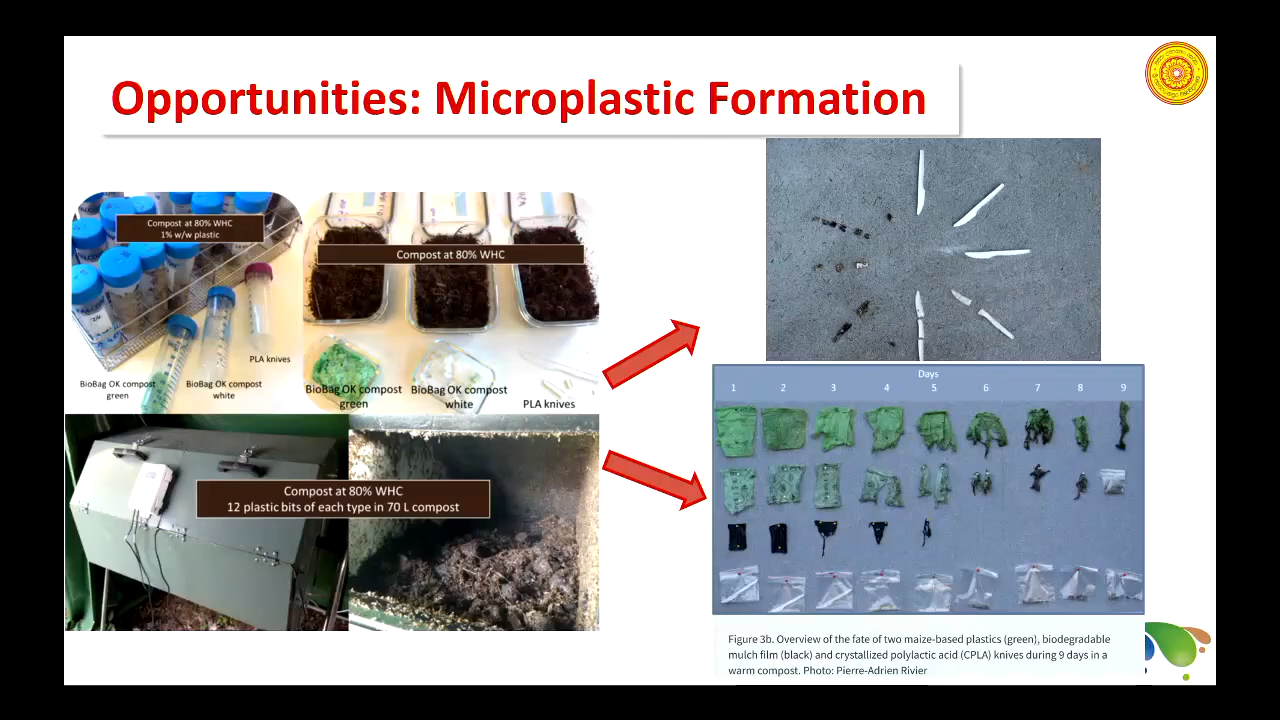 Opportunities: Microplastic Formation
Compost at 80% WHC
1% w/w plastic
PLA knives
BioBag OK compost
green
BioBag OK compost
white
Compost at 80% WHC
BioBag OK compost
green
BioBag OK compost
white
PLA knives
Compost at 80% WHC
12 plastic bits of each type in 70 L compost
Days
1 2 3 4 5 6 7 8 9
Figure 3b. Overview of the fate of two maize-based plastics (green), biodegradable
mulch film (black) and crystallized polylactic acid (CPLA) knives during 9 days in a
warm compost. Photo: Pierre-Adrien Rivier